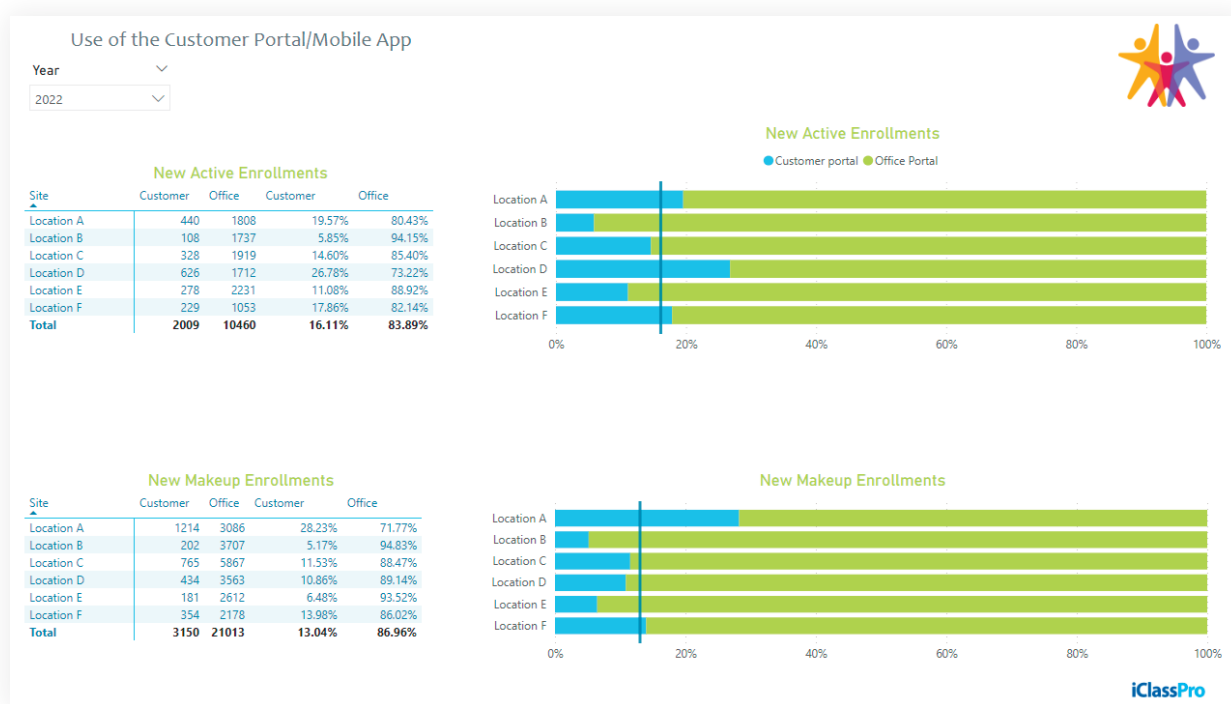 Use of the Customer Portal/Mobile App
Year
2022
New Active Enrollments
Site Customer Office Customer Office
Location A 440 1808 19.57% 80.43%
Location B 108 1737 5.85% 94.15%
Location C 328 1919 14.60% 85.40%
Location D 626 1712 26.78% 73.22%
Location E 278 2231 11.08% 88.92%
Location F 229 1053 17.86% 82.14%
Total 2009 10460 16.11% 83.89%
New Active Enrollments
Customer portal Office Portal
Location A
Location B
Location C
Location D
Location E
Location F
0% 20% 40% 60% 80% 100%
New Makeup Enrollments
Site Customer Office Customer Office
Location A 1214 3086 28.23% 71.77%
Location B 202 3707 5.17% 94.83%
Location C 765 5867 11.53% 88.47%
Location D 434 3563 10.86% 89.14%
Location E 181 2612 6.48% 93.52%
Location F 354 2178 13.98% 86.02%
Total 3150 21013 13.04% 86.96%
New Makeup Enrollments
Location A
Location B
Location C
Location D
Location E
Location F
0% 20% 40% 60% 80% 100%
iClassPro